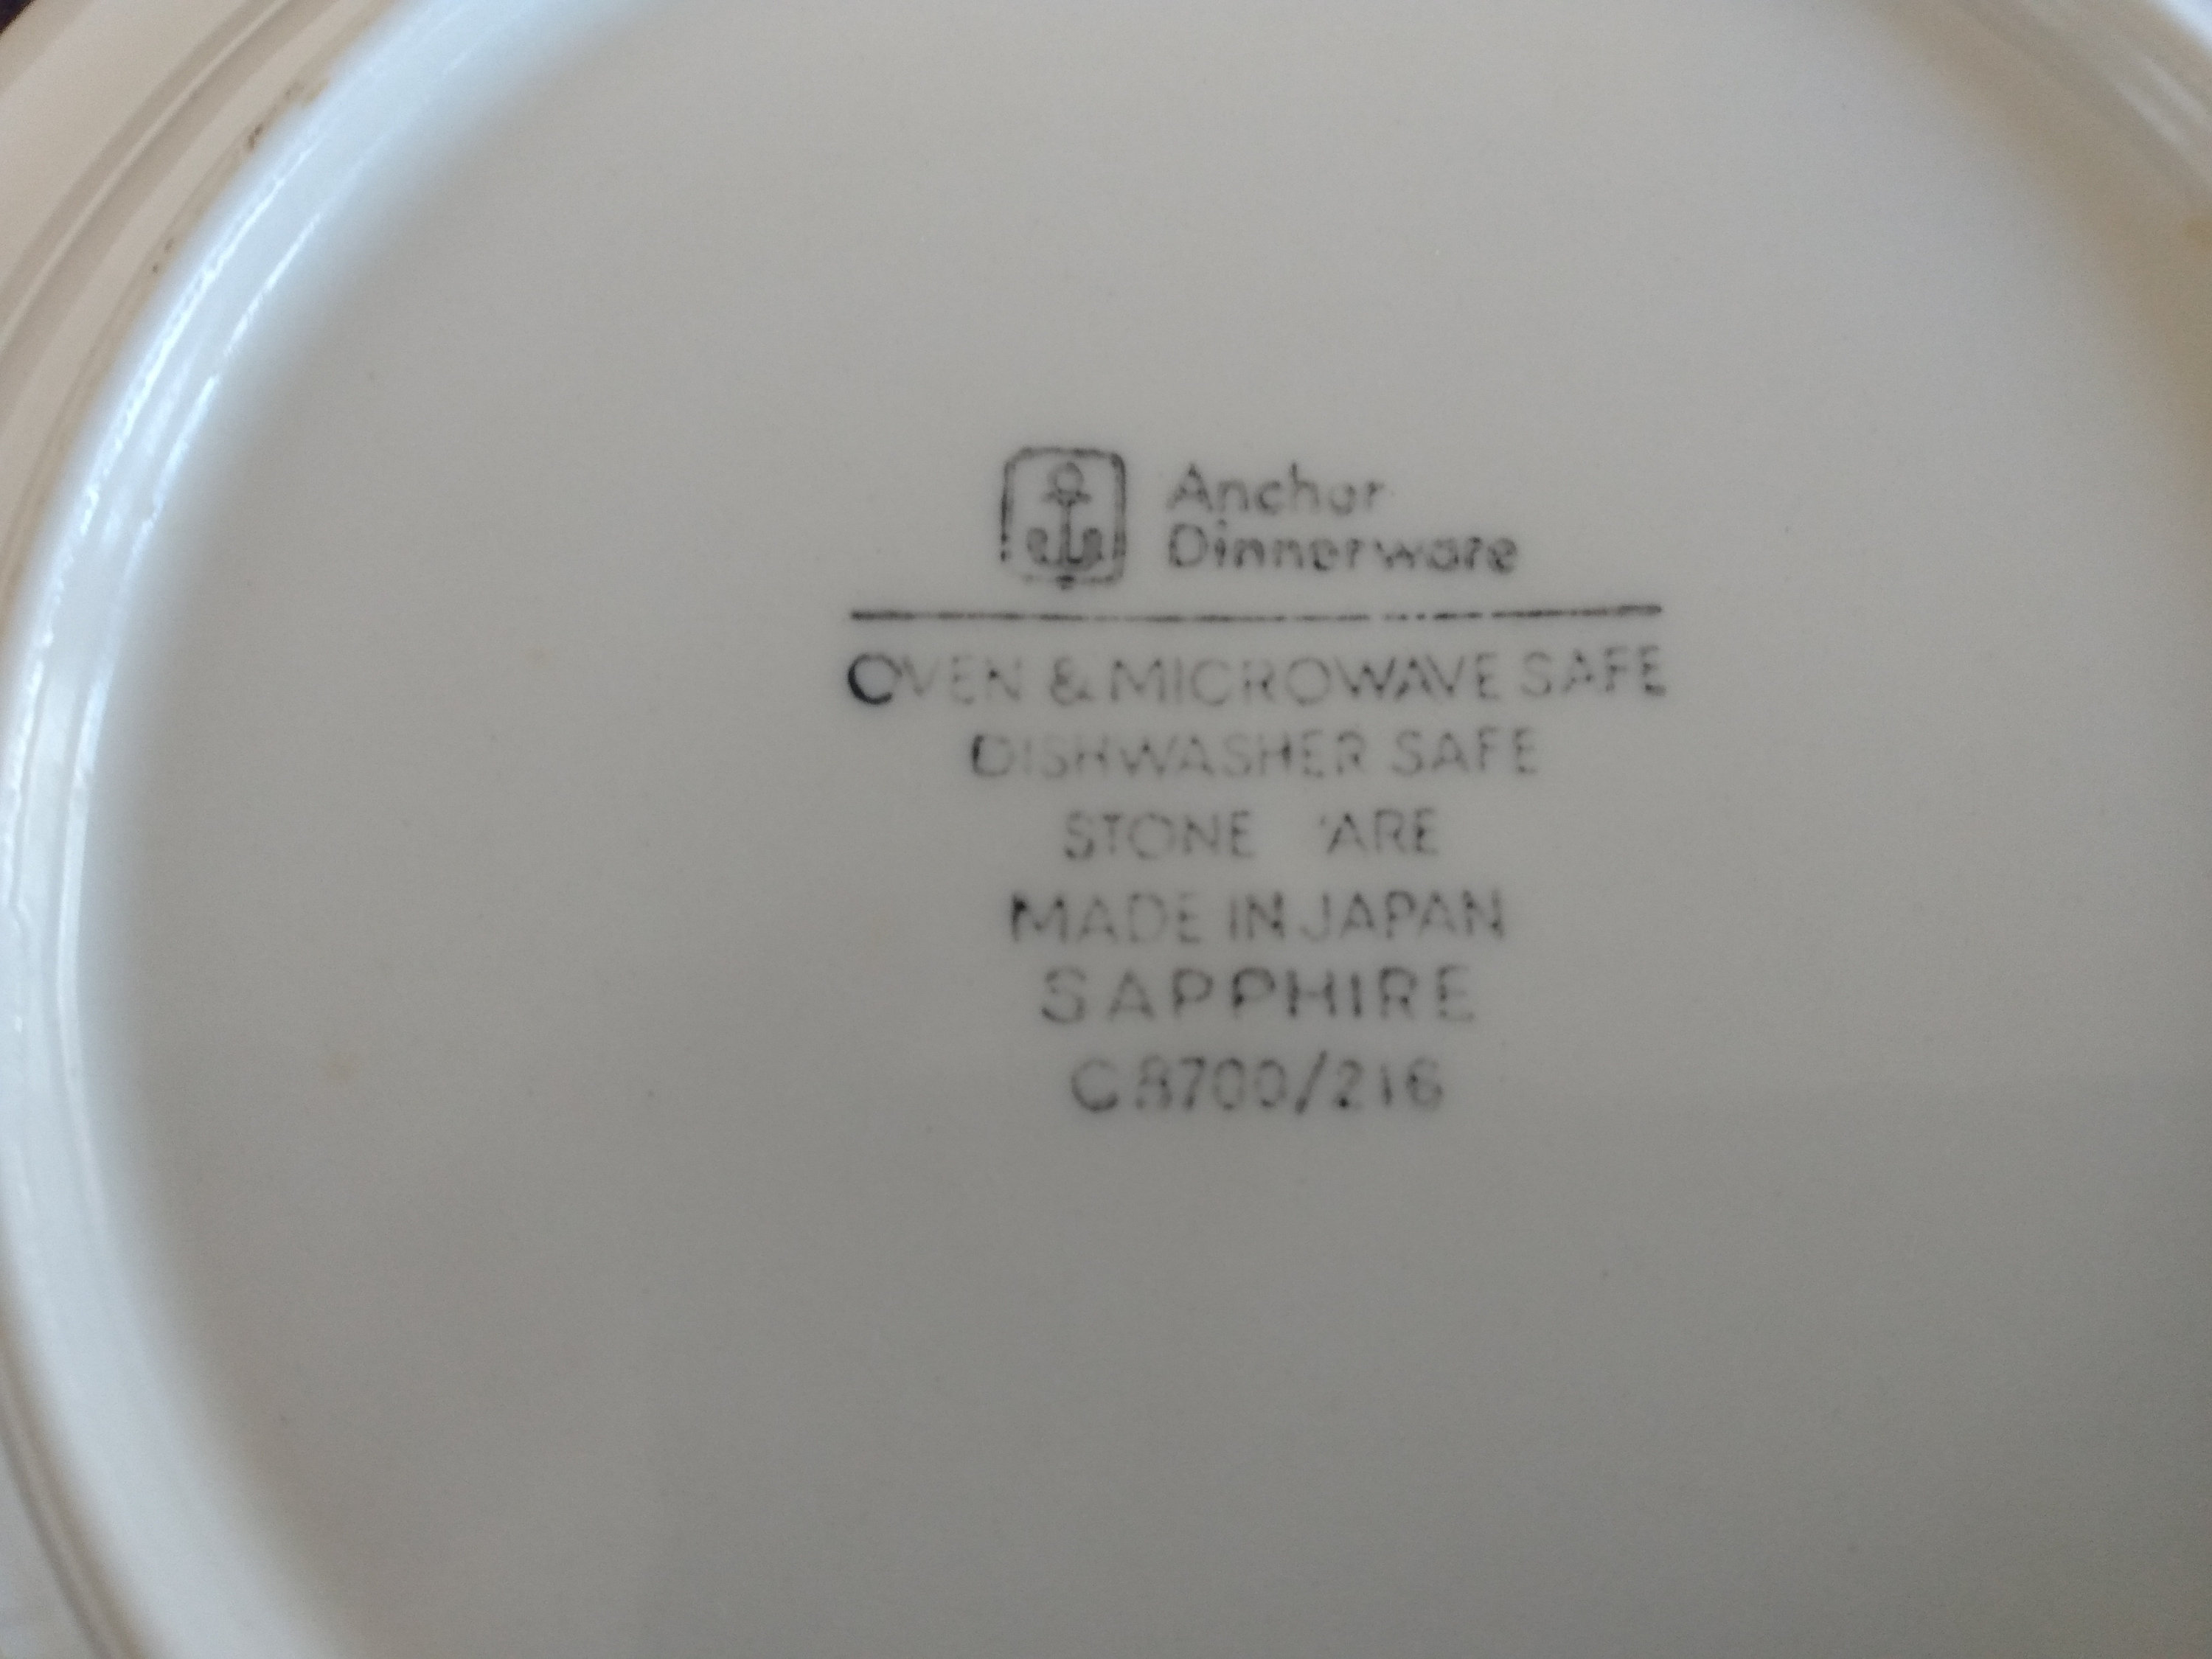 Anchor
Dinnerware
OVEN & MICROWAVE SAFE
DISHWASHER SAFE
STONE ARE
MADE IN JAPAN
SAPPHIRE
C8700/216